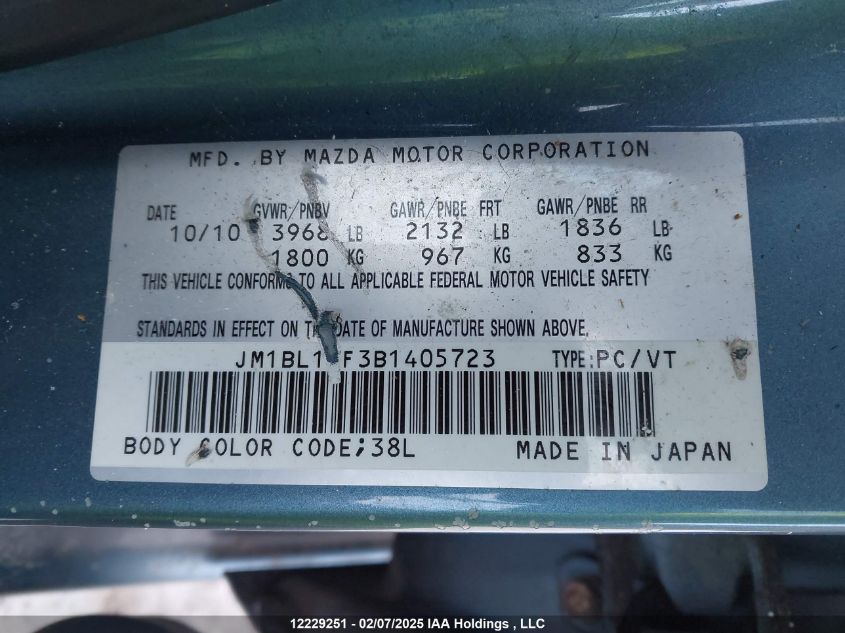 MFD. BY MAZDA MOTOR CORPORATION
DATE GVWR/PNBV GAWR/PNBE FRT GAWR/PNBE RR
10/10 3968 LB 2132 LB 1836 LB
1800 KG 967 KG 833 KG
THIS VEHICLE CONFORMS TO ALL APPLICABLE FEDERAL MOTOR VEHICLE SAFETY
STANDARDS IN EFFECT ON THE DATE OF MANUFACTURE SHOWN ABOVE.
TYPE:PC/VT
BODY COLOR CODE;38L MADE IN JAPAN
12229251 - 02/07/2025 IAA Holdings , LLC